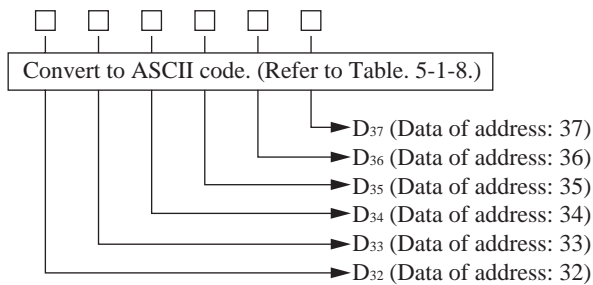 Convert to ASCII code. (Refer to Table. 5-1-8.)
D37 (Data of address: 37)
D36 (Data of address: 36)
D35 (Data of address: 35)
D34 (Data of address: 34)
D33 (Data of address: 33)
D32 (Data of address: 32)